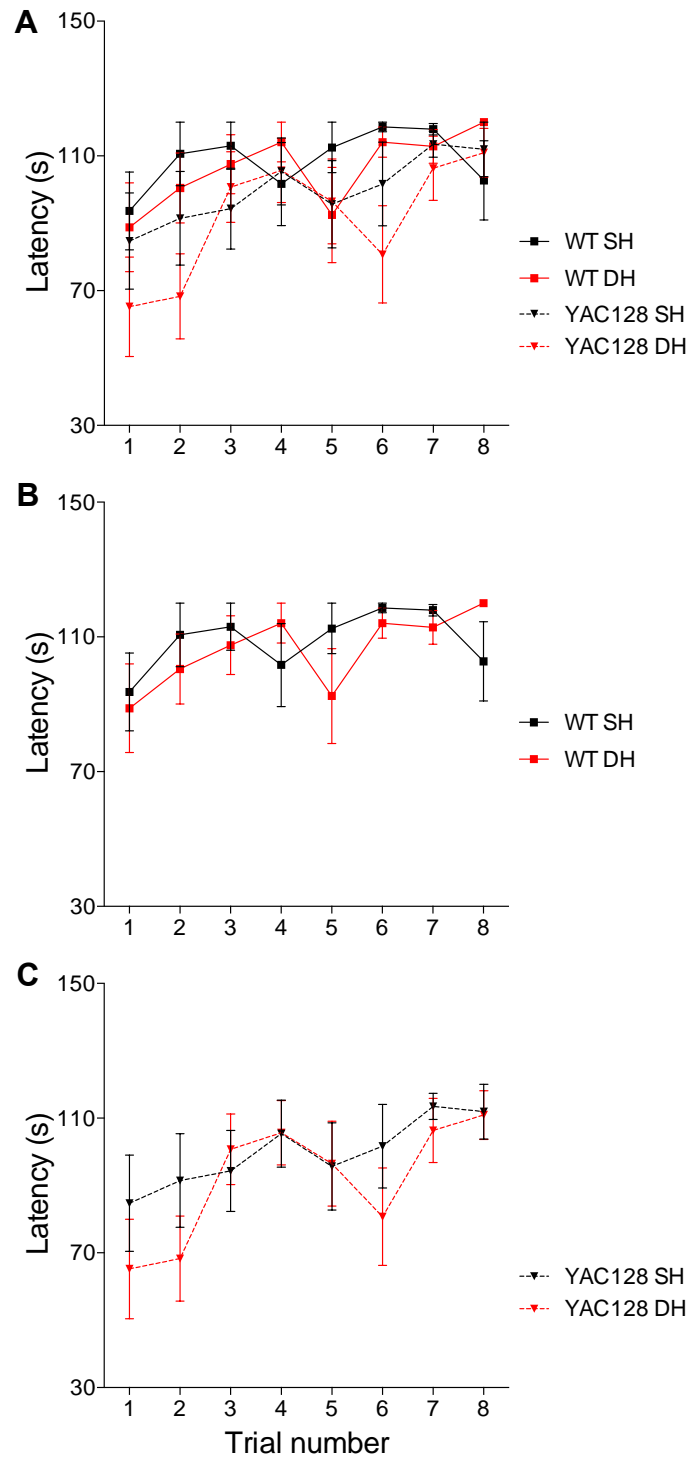 A
150
110
70
30
Latency (s)
1 2 3 4 5 6 7 8
WT SH
WT DH
YAC128 SH
YAC128 DH
B
150
110
70
30
Latency (s)
1 2 3 4 5 6 7 8
WT SH
WT DH
C
150
110
70
30
Latency (s)
1 2 3 4 5 6 7 8
Trial number
YAC128 SH
YAC128 DH